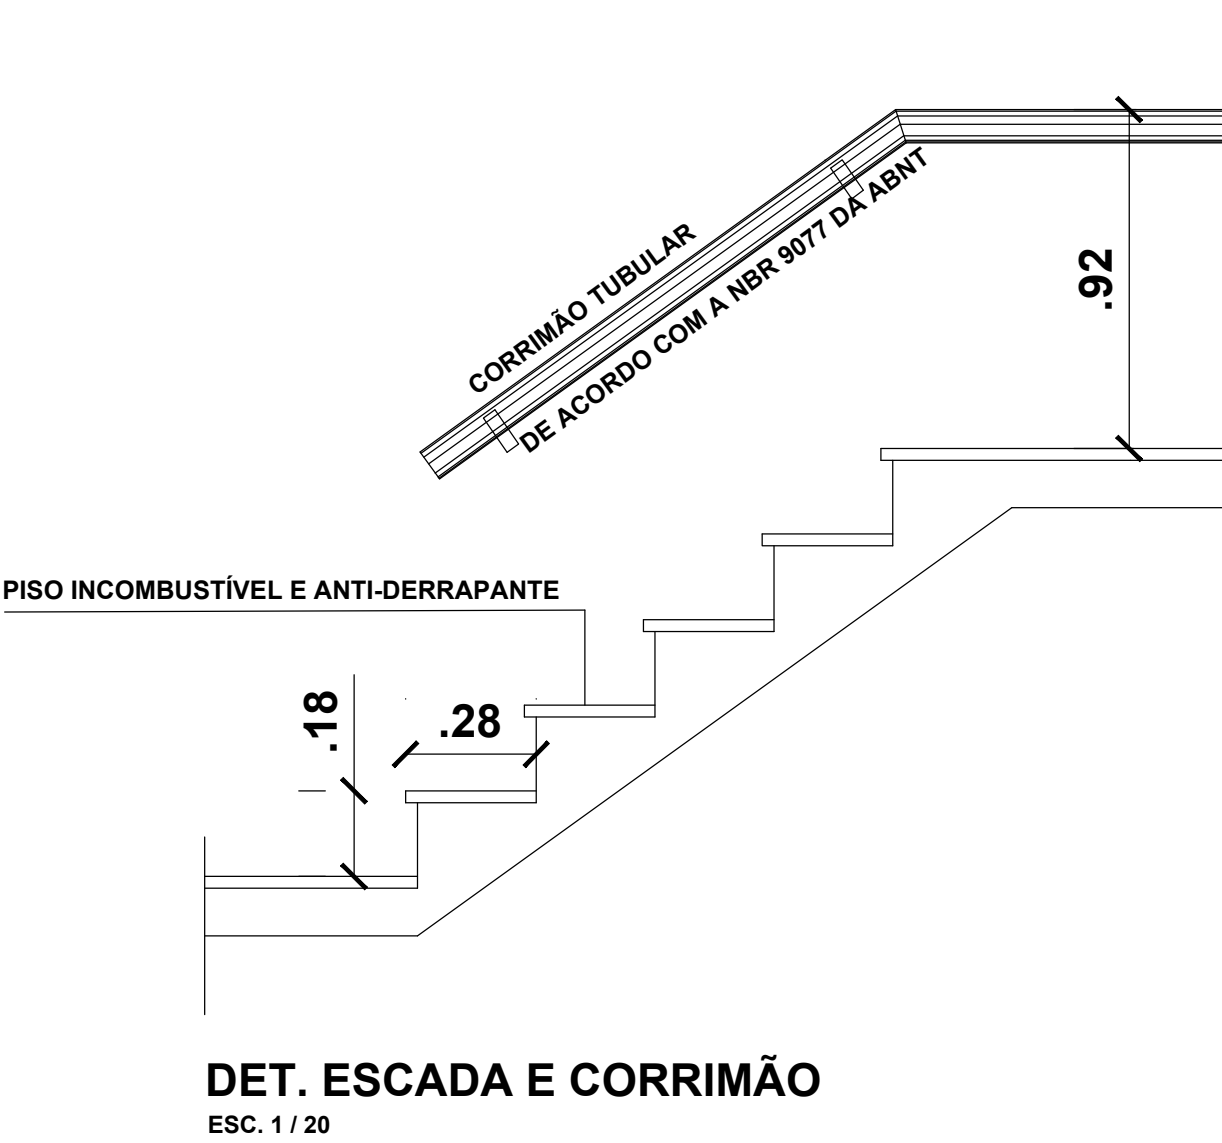 CORRIMÃO TUBULAR
DE ACORDO COM A NBR 9077 DA ABNT
.92
PISO INCOMBUSTÍVEL E ANTI-DERRAPANTE
.18
.28
DET. ESCADA E CORRIMÃO
ESC. 1 / 20